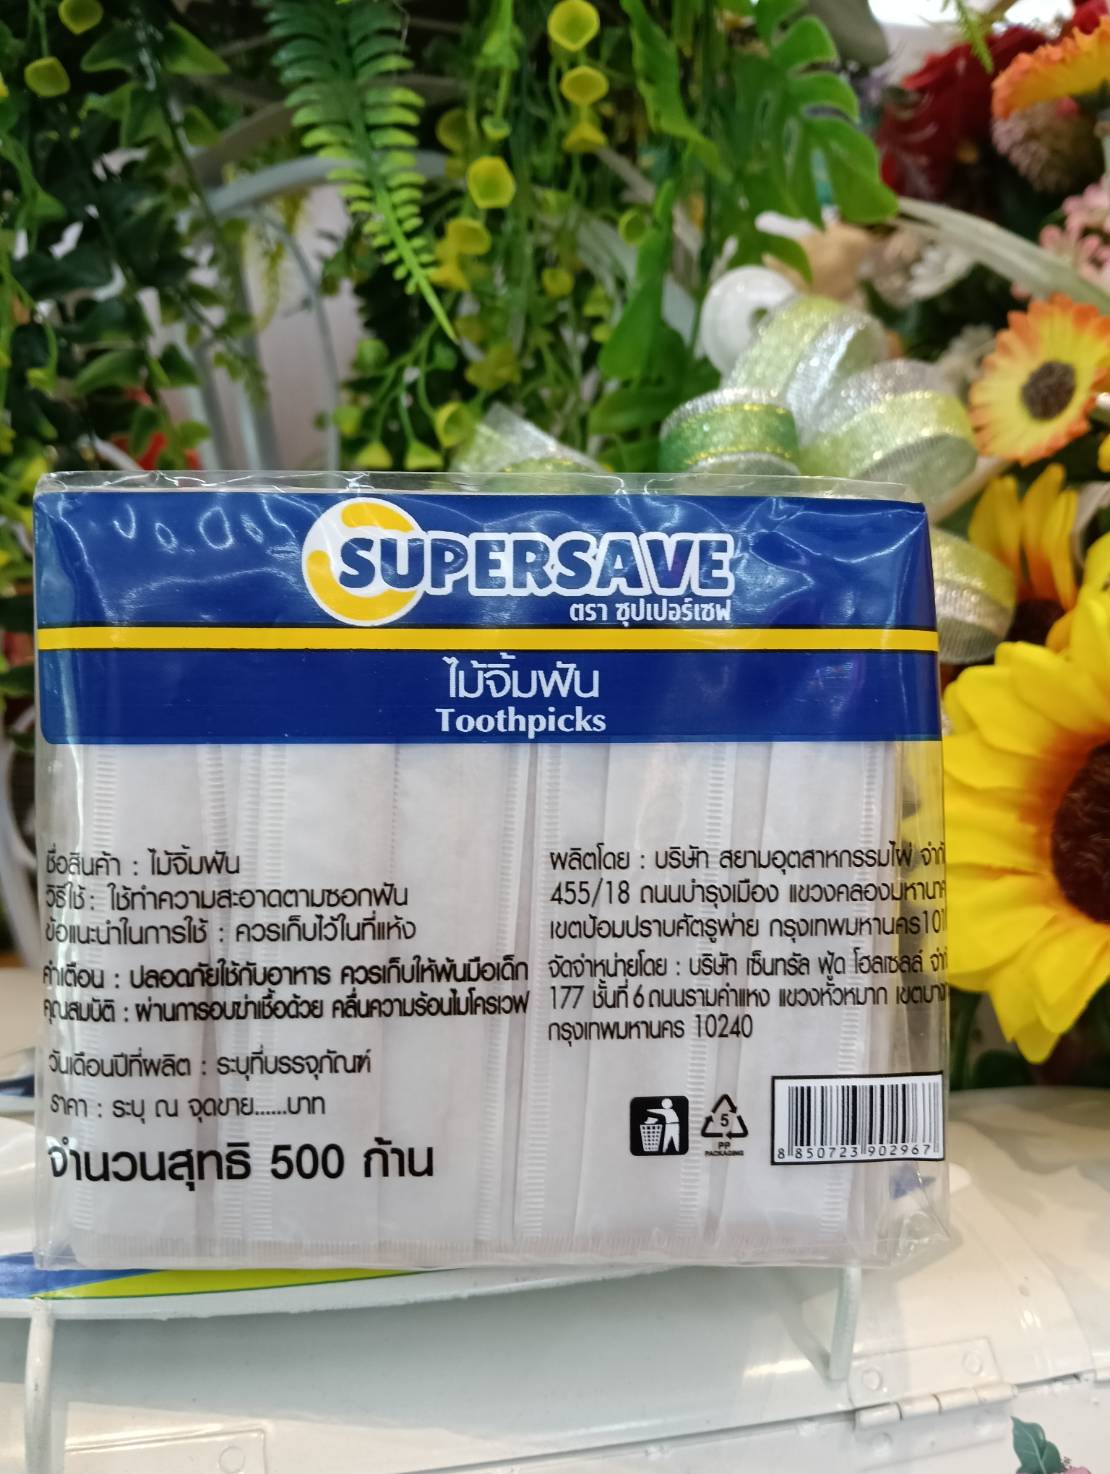 SUPERSAVE
ตรา ซุปเปอร์เซฟ
ไม้จิ้มฟัน
Toothpicks
ชื่อสินค้า : ไม้จิ้มฟัน
วิธีใช้ : ใช้ทำความสะอาดตามซอกฟัน
ข้อแนะนำในการใช้ : ควรเก็บไว้ในที่แห้ง
คำเตือน : ปลอดภัยใช้กับอาหาร ควรเก็บให้พ้นมือเด็ก
คุณสมบัติ : ผ่านการอบฆ่าเชื้อด้วย คลื่นความร้อนไมโครเวฟ
วันเดือนปีที่ผลิต : ระบุที่บรรจุภัณฑ์
ราคา : ระบุ ณ จุดขาย......บาท
จำนวนสุทธิ 500 ก้าน
ผลิตโดย : บริษัท สยามอุตสาหกรรมไผ่
455/18 ถนนบำรุงเมือง แขวงคลองมหานาค
เขตป้อมปราบศัตรูพ่าย กรุงเทพมหานคร
จัดจำหน่ายโดย : บริษัท เซ็นทรัล ฟู้ด โฮลเซลล์
177 ชั้นที่ 6 ถนนรามคำแหง แขวงหัวหมาก
กรุงเทพมหานคร 10240
5
PP
PACKAGING
8 850723 902967